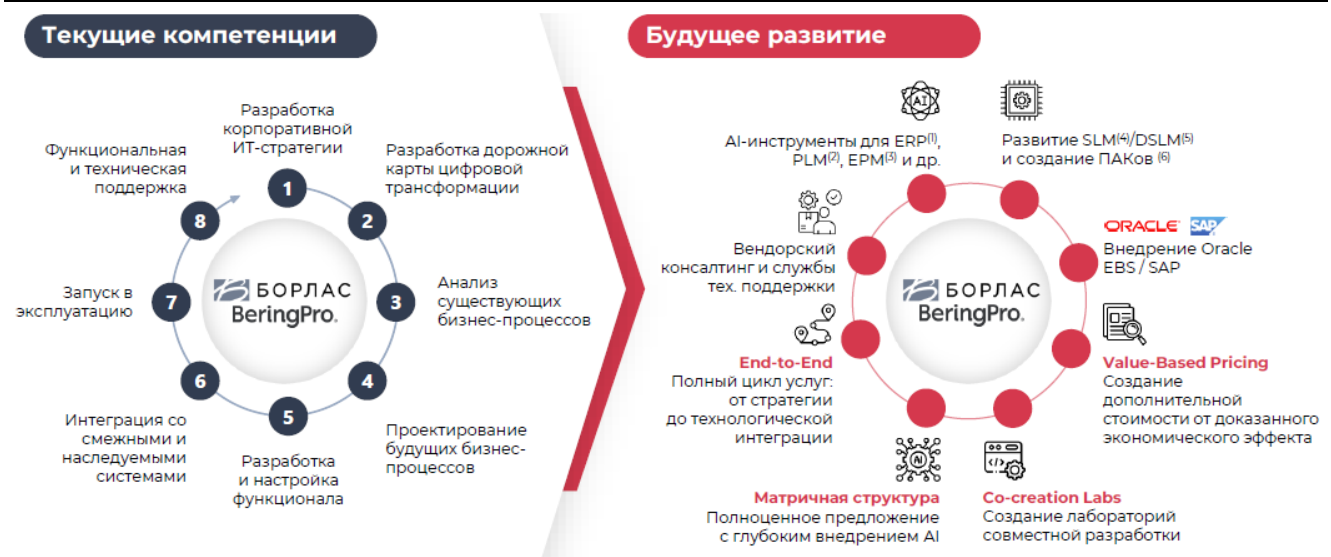 Текущие компетенции
Разработка
корпоративной
ИТ-стратегии
1
Разработка дорожной
карты цифровой
трансформации
2
Анализ
существующих
бизнес-процессов
3
Проектирование
будущих бизнес-
процессов
4
Разработка
и настройка
функционала
5
Интеграция со
смежными и
наследуемыми
системами
6
Запуск в
эксплуатацию
7
Функциональная
и техническая
поддержка
8
БОРЛАС
BeringPro.
Будущее развитие
AI
AI-инструменты для ERP(1),
PLM(2), EPM(3) и др.
Развитие SLM(4)/DSLM(5)
и создание ПАКов (6)
ORACLE SAP
Внедрение Oracle
EBS / SAP
Value-Based Pricing
Создание
дополнительной
стоимости от доказанного
экономического эффекта
</>
Co-creation Labs
Создание лабораторий
совместной разработки
AI
Матричная структура
Полноценное предложение
с глубоким внедрением AI
End-to-End
Полный цикл услуг:
от стратегии
до технологической
интеграции
Вендорский
консалтинг и службы
тех. поддержки
БОРЛАС
BeringPro.